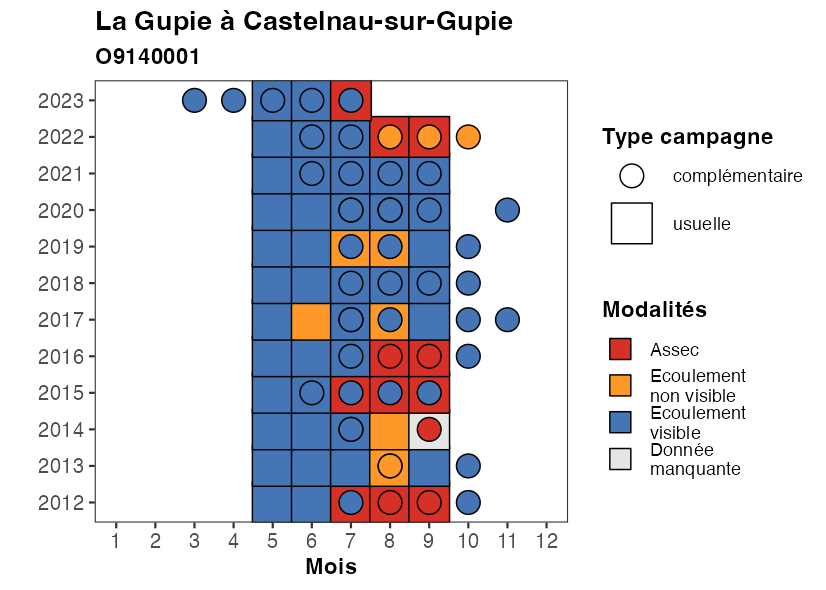 La Gupie à Castelnau-sur-Gupie
O9140001
2023
2022
2021
2020
2019
2018
2017
2016
2015
2014
2013
2012
1 2 3 4 5 6 7 8 9 10 11 12
Mois
Type campagne
complémentaire
usuelle
Modalités
Assec
Ecoulement
non visible
Ecoulement
visible
Donnée
manquante